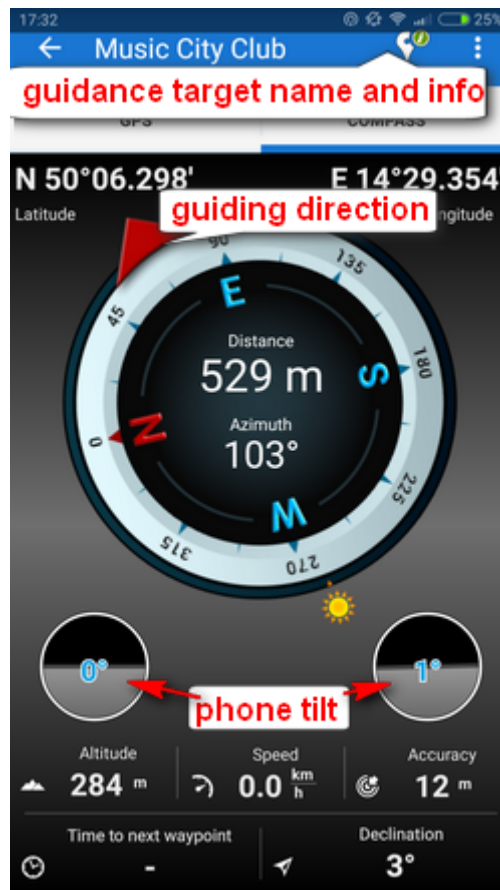 17:32 25%
Music City Club
guidance target name and info
GPS COMPASS
N 50°06.298' E 14°29.354'
Latitude
guiding direction
90
135
45
E
180
Distance
529 m
S
Azimuth
103°
N
0
225
W
315
270
0° 1°
phone tilt
Altitude Speed Accuracy
284 m 0.0 km/h 12 m
Time to next waypoint Declination
- 3°